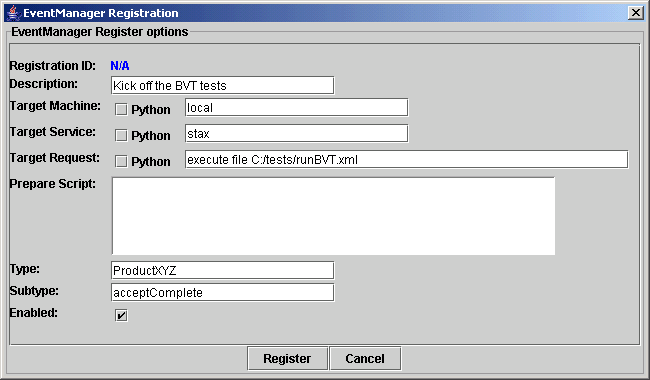 EventManager Registration
EventManager Register options
Registration ID: N/A
Description: Kick off the BVT tests
Target Machine: Python local
Target Service: Python stax
Target Request: Python execute file C:/tests/runBVT.xml
Prepare Script:
Type: ProductXYZ
Subtype: acceptComplete
Enabled:
Register Cancel